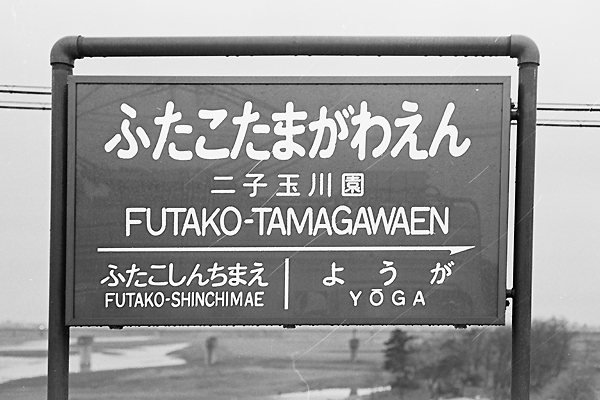 ふたこたまがわえん
二子玉川園
FUTAKO-TAMAGAWAEN
ふたこしんちまえ ようが
FUTAKO-SHINCHIMAE YŌGA